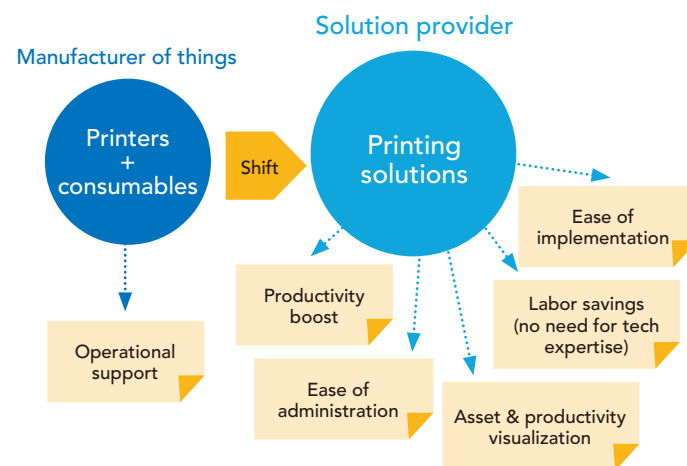 Solution provider
Manufacturer of things
Printers
+
consumables
Shift
Printing
solutions
Ease of
implementation
Productivity
boost
Labor savings
(no need for tech
expertise)
Operational
support
Ease of
administration
Asset & productivity
visualization